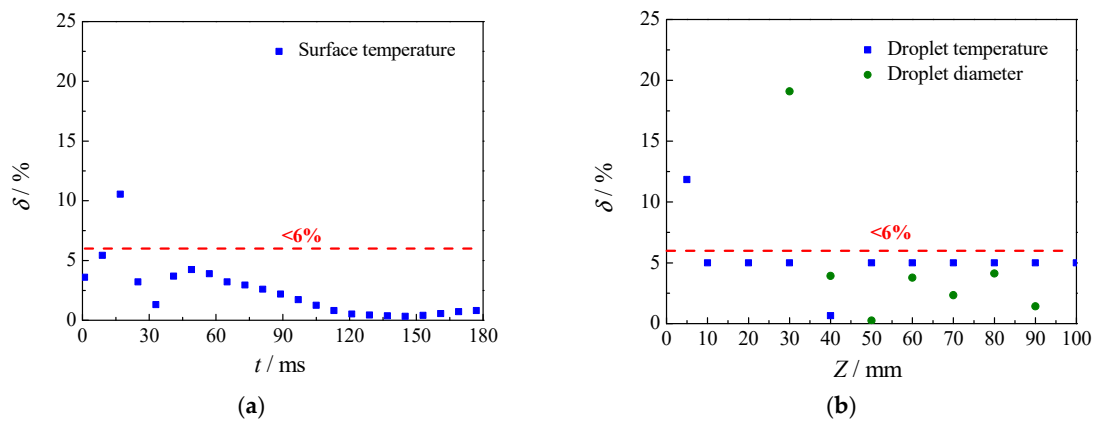 25
20
15
10
5
0
δ / %
Surface temperature
<6%
0 30 60 90 120 150 180
t / ms
(a)
25
20
15
10
5
0
δ / %
Droplet temperature
Droplet diameter
<6%
0 10 20 30 40 50 60 70 80 90 100
Z / mm
(b)